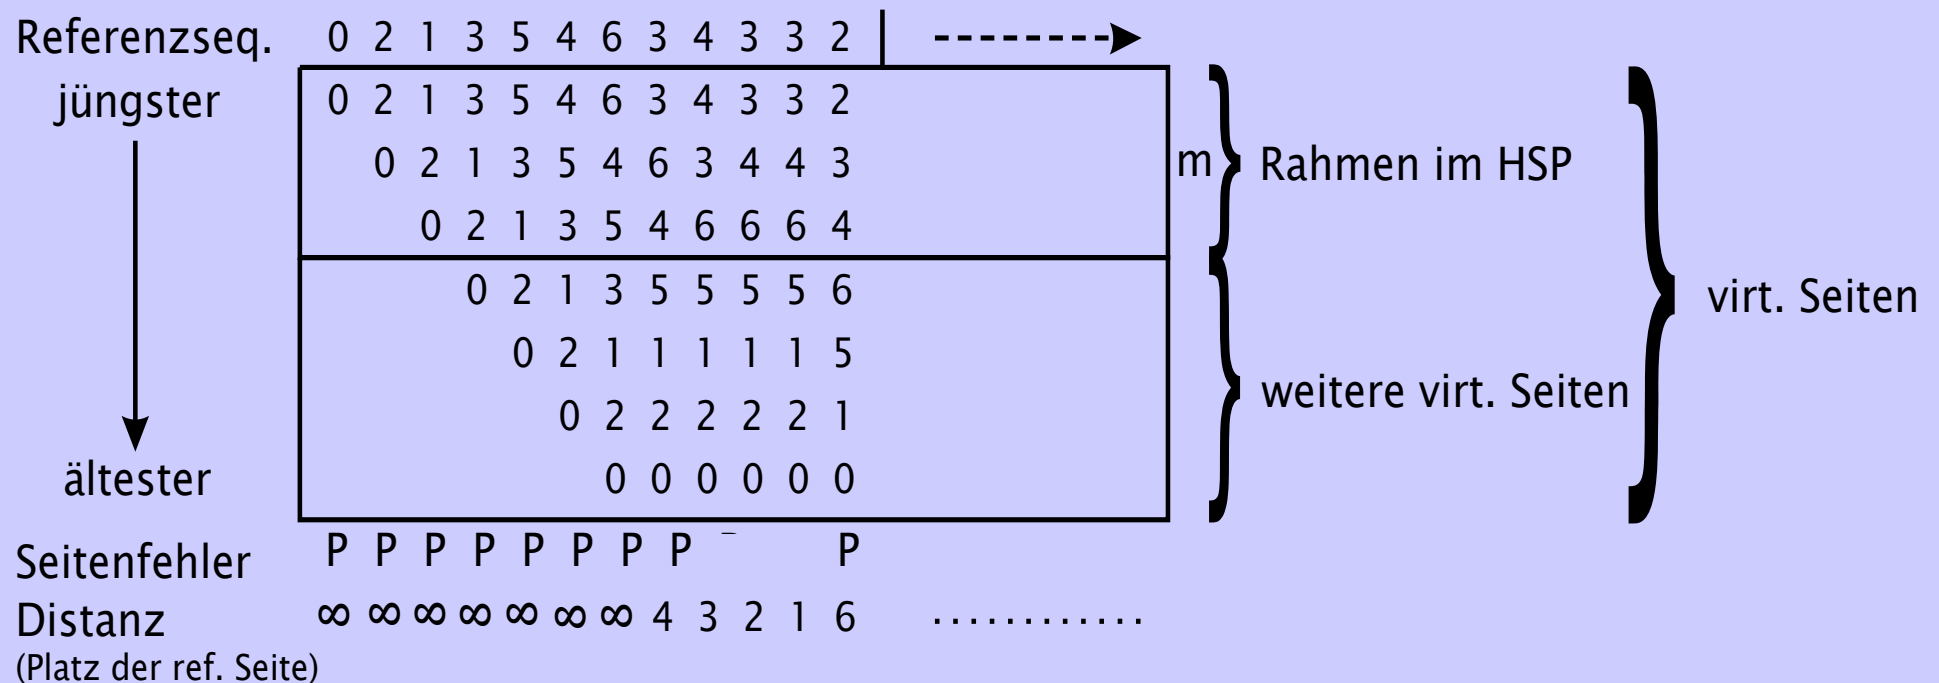 Referenzseq. 0 2 1 3 5 4 6 3 4 3 3 2
jüngster 0 2 1 3 5 4 6 3 4 3 3 2
0 2 1 3 5 4 6 3 4 4 3 m Rahmen im HSP
0 2 1 3 5 4 6 6 6 4
0 2 1 3 5 5 5 5 6 virt. Seiten
0 2 1 1 1 1 1 5
weitere virt. Seiten
0 2 2 2 2 2 1
ältester 0 0 0 0 0 0
Seitenfehler P P P P P P P P P
Distanz ∞ ∞ ∞ ∞ ∞ ∞ ∞ 4 3 2 1 6 ............
(Platz der ref. Seite)